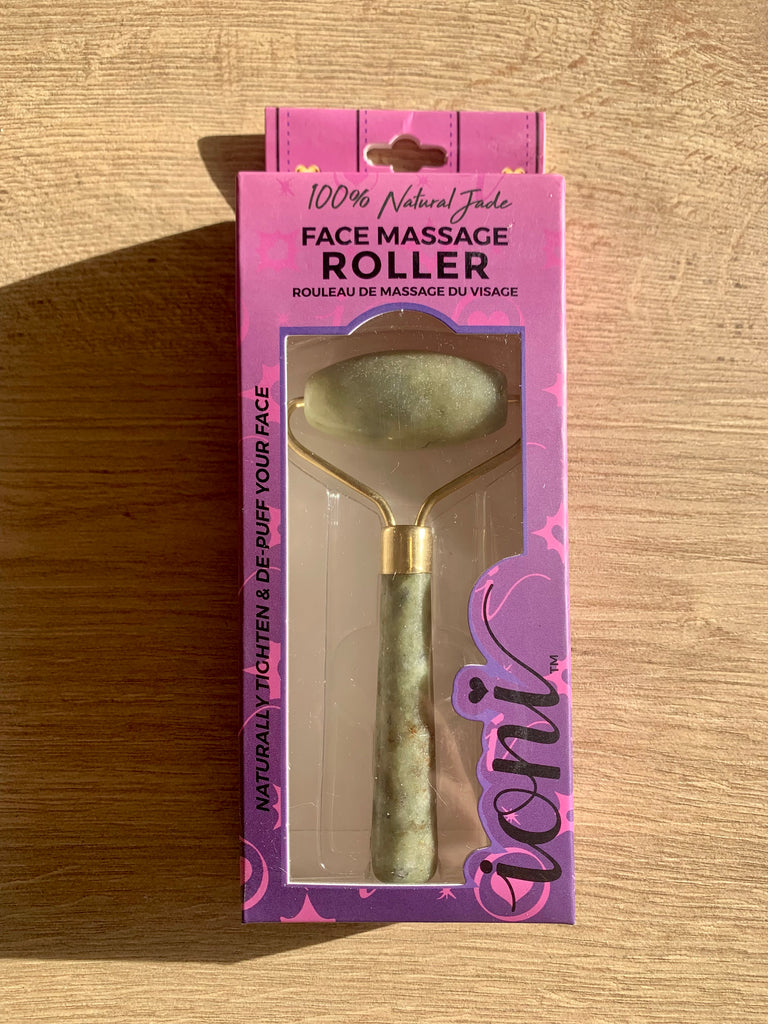 100% Natural Jade
FACE MASSAGE
ROLLER
ROULEAU DE MASSAGE DU VISAGE
NATURALLY TIGHTEN & DE-PUFF YOUR FACE
ioni™